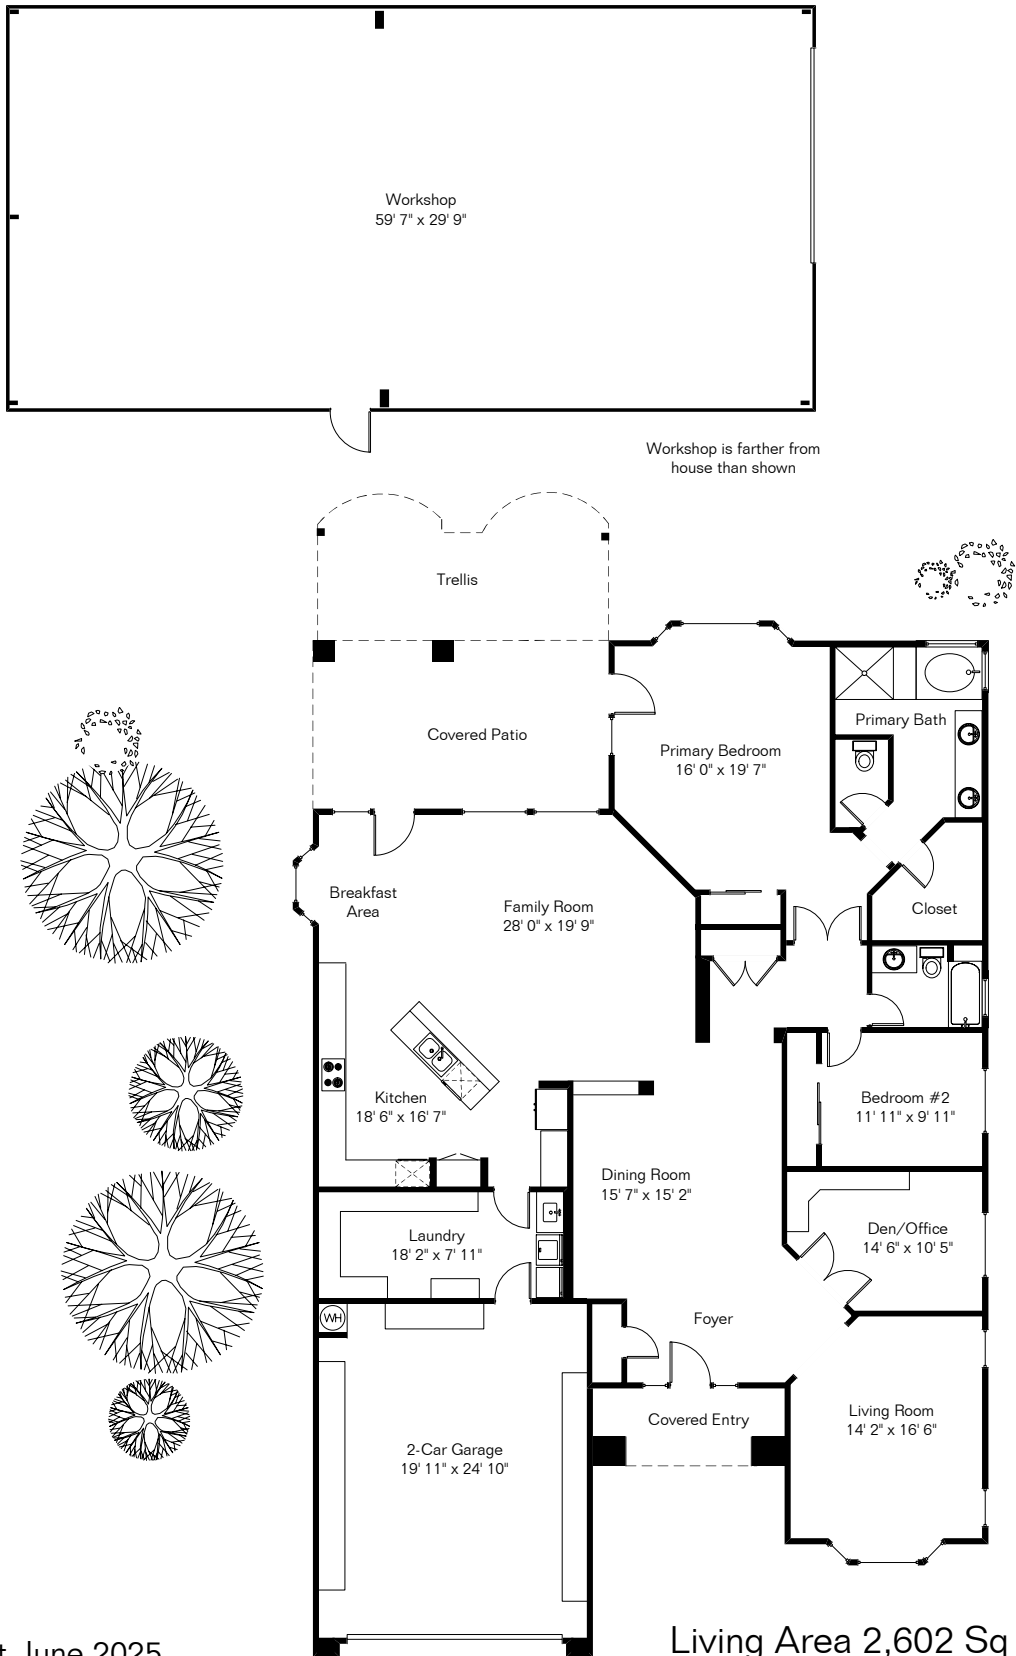 Workshop
59' 7" x 29' 9"
Workshop is farther from
house than shown
Trellis
Covered Patio
Primary Bath
Primary Bedroom
16' 0" x 19' 7"
Breakfast
Area
Family Room
28' 0" x 19' 9"
Closet
Kitchen
18' 6" x 16' 7"
Bedroom #2
11' 11" x 9' 11"
Dining Room
15' 7" x 15' 2"
Laundry
18' 2" x 7' 11"
Den/Office
14' 6" x 10' 5"
WH
Foyer
Covered Entry
Living Room
14' 2" x 16' 6"
2-Car Garage
19' 11" x 24' 10"
June 2025
Living Area 2,602 Sq